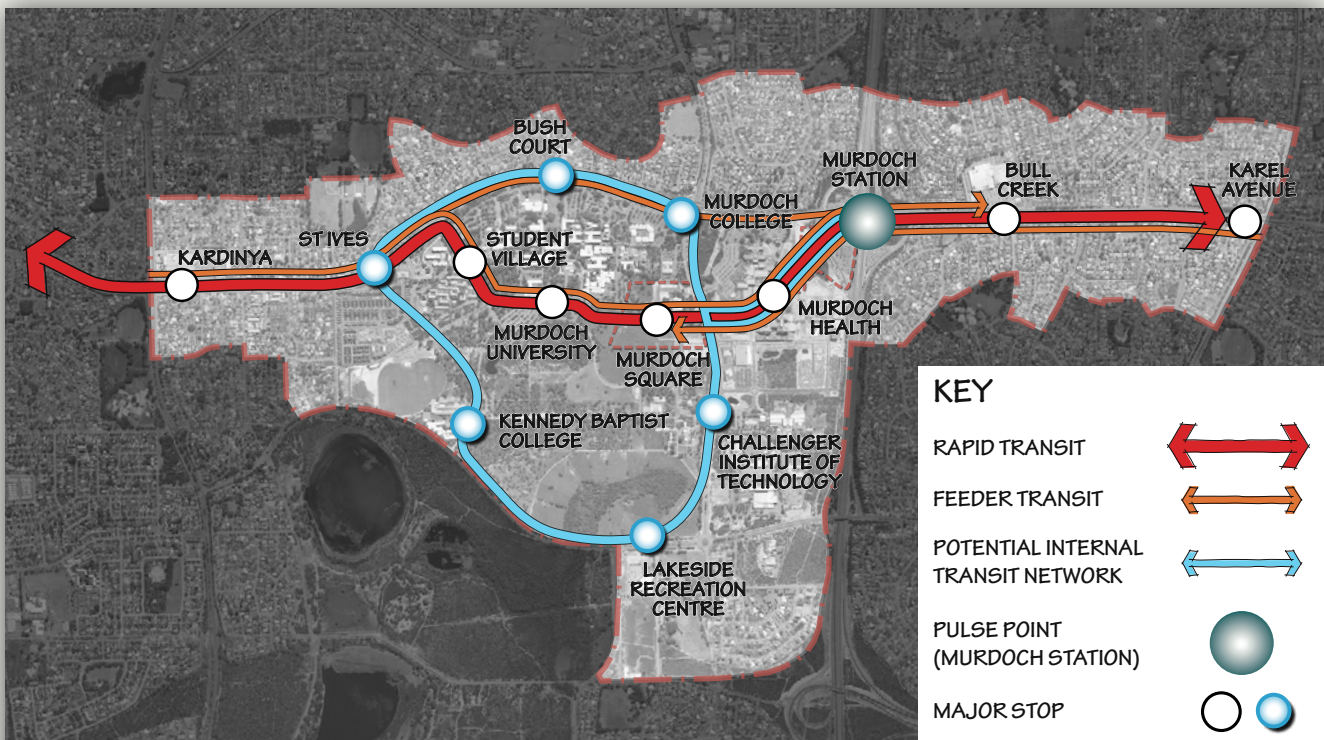 BUSH
COURT
MURDOCH
STATION
BULL
CREEK
KAREL
AVENUE
MURDOCH
COLLEGE
ST IVES
KARDINYA
STUDENT
VILLAGE
MURDOCH
UNIVERSITY
MURDOCH
SQUARE
MURDOCH
HEALTH
KENNEDY BAPTIST
COLLEGE
CHALLENGER
INSTITUTE OF
TECHNOLOGY
LAKESIDE
RECREATION
CENTRE
KEY
RAPID TRANSIT
FEEDER TRANSIT
POTENTIAL INTERNAL
TRANSIT NETWORK
PULSE POINT
(MURDOCH STATION)
MAJOR STOP